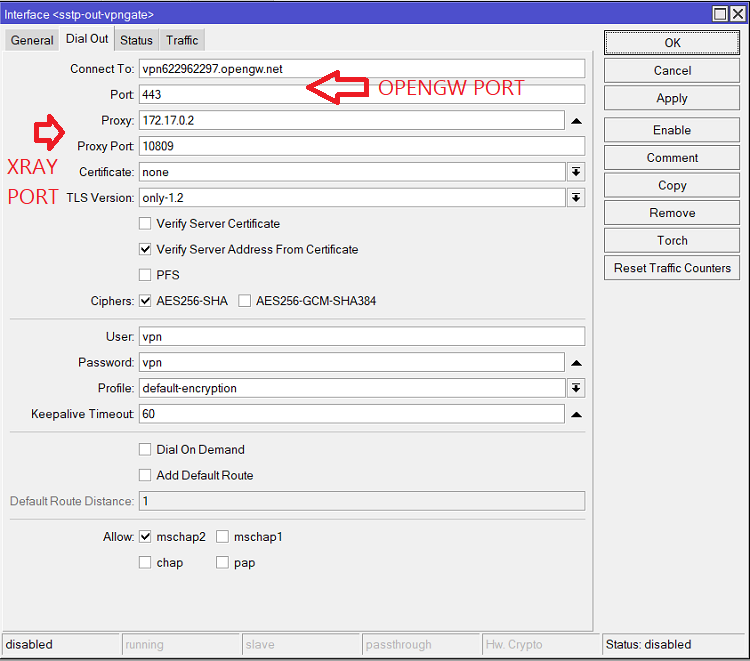 Interface <sstp-out-vpngate>
General Dial Out Status Traffic
Connect To: vpn622962297.opengw.net
Port: 443
OPENGW PORT
Proxy: 172.17.0.2
XRAY
PORT
Proxy Port: 10809
Certificate: none
TLS Version: only-1.2
Verify Server Certificate
Verify Server Address From Certificate
PFS
Ciphers: AES256-SHA AES256-GCM-SHA384
User: vpn
Password: vpn
Profile: default-encryption
Keepalive Timeout: 60
Dial On Demand
Add Default Route
Default Route Distance: 1
Allow: mschap2 mschap1
chap pap
OK
Cancel
Apply
Enable
Comment
Copy
Remove
Torch
Reset Traffic Counters
disabled running slave passthrough Hw. Crypto Status: disabled